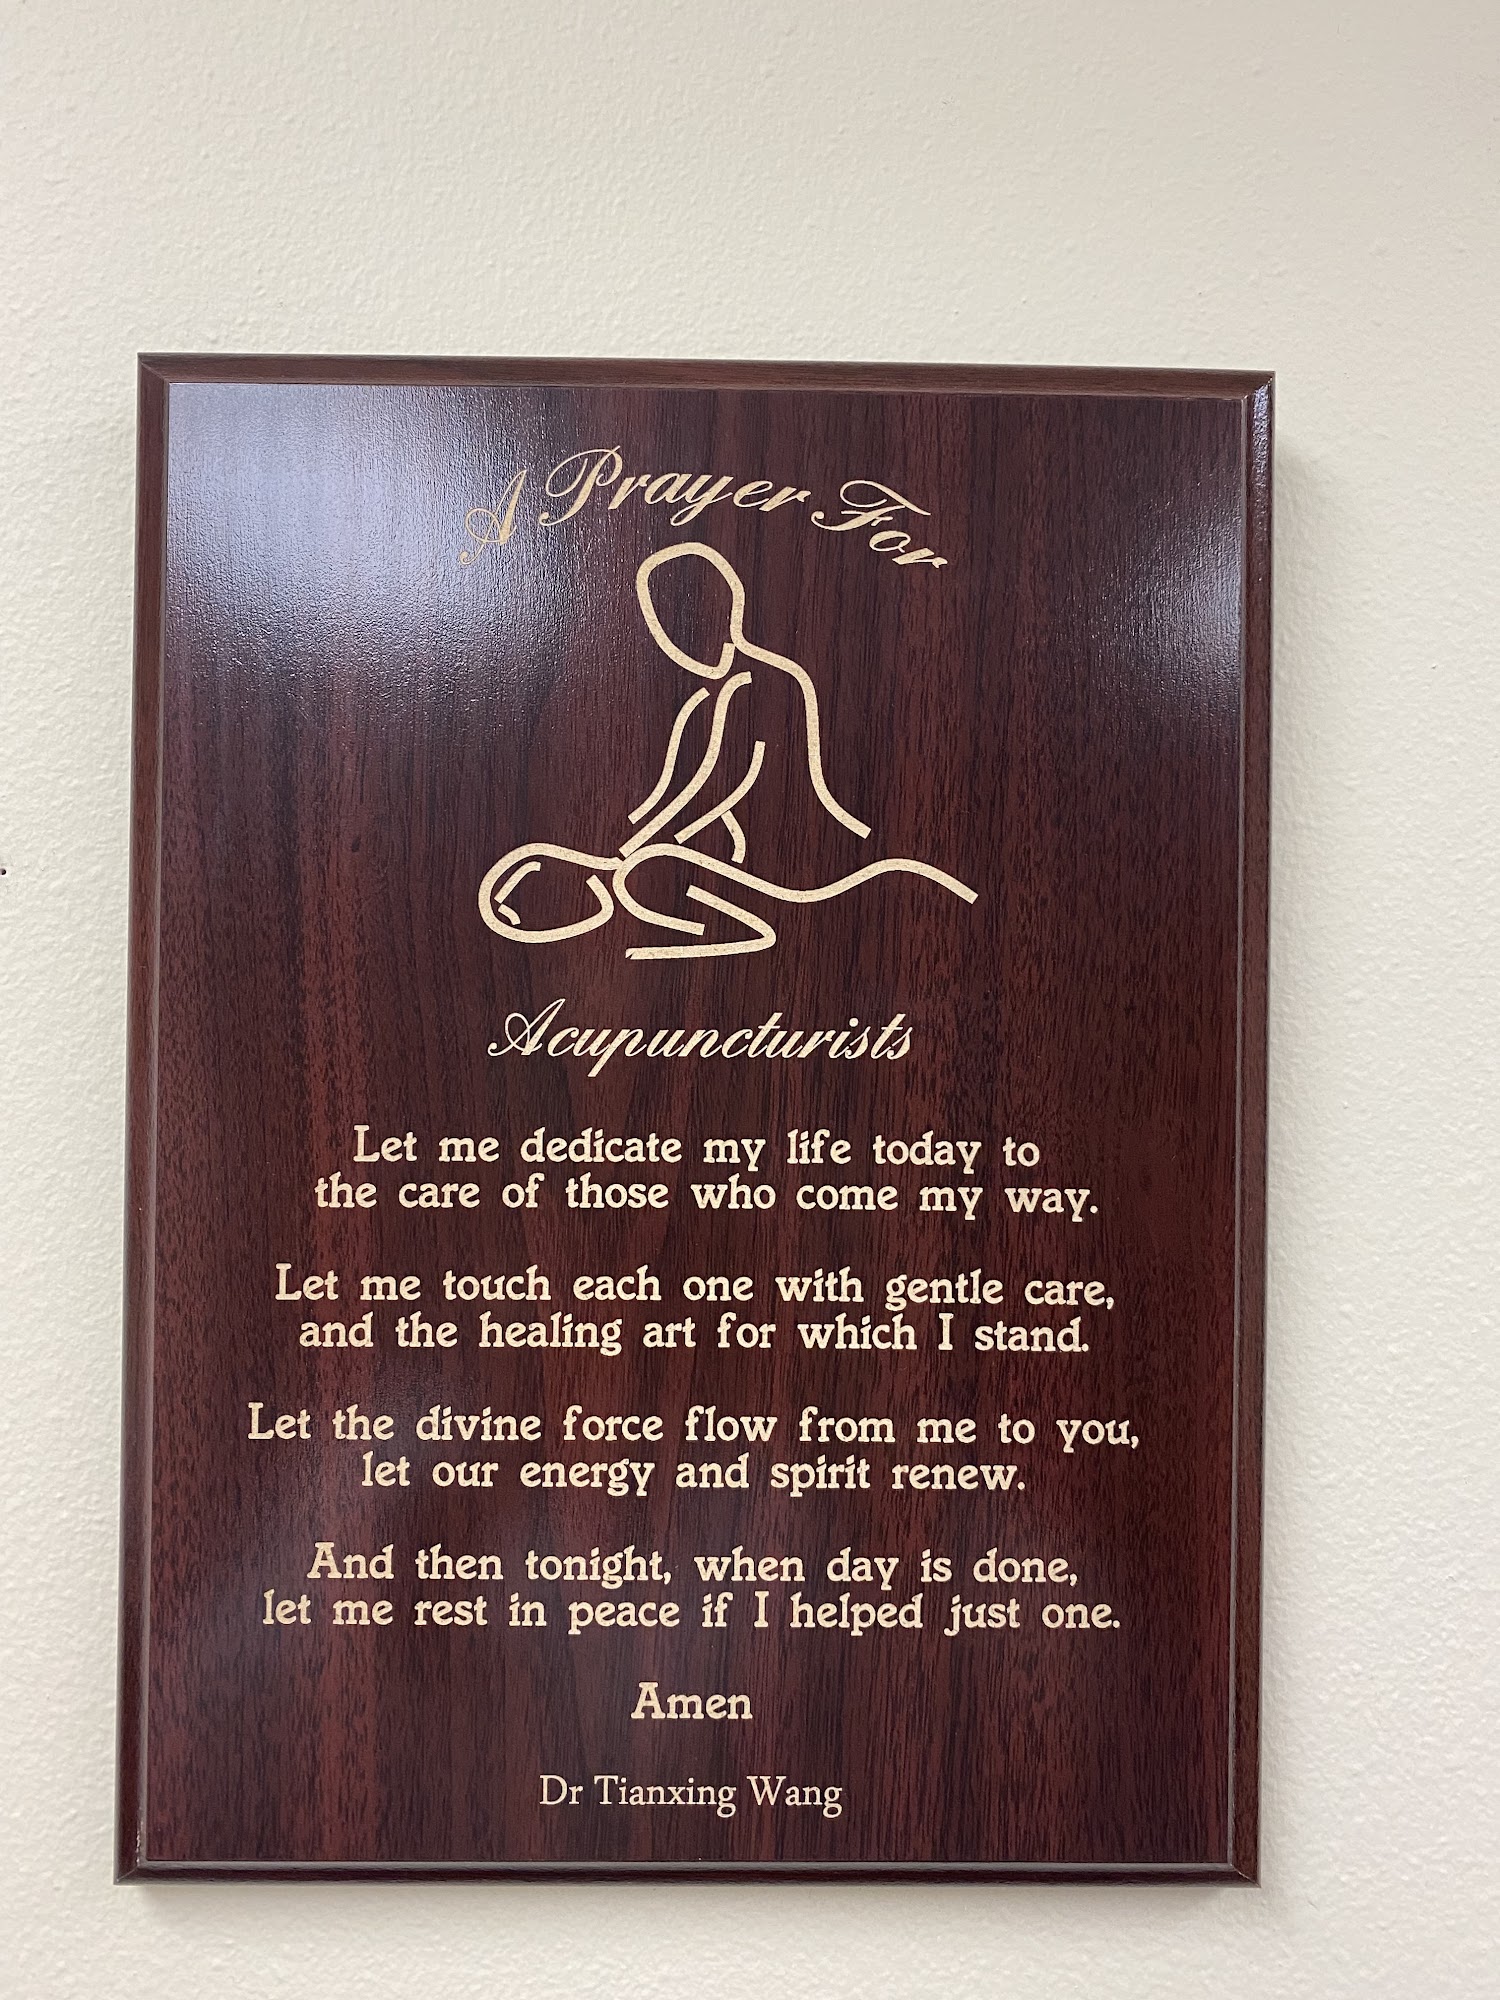 A Prayer For
Acupuncturists
Let me dedicate my life today to
the care of those who come my way.
Let me touch each one with gentle care,
and the healing art for which I stand.
Let the divine force flow from me to you,
let our energy and spirit renew.
And then tonight, when day is done,
let me rest in peace if I helped just one.
Amen
Dr Tianxing Wang